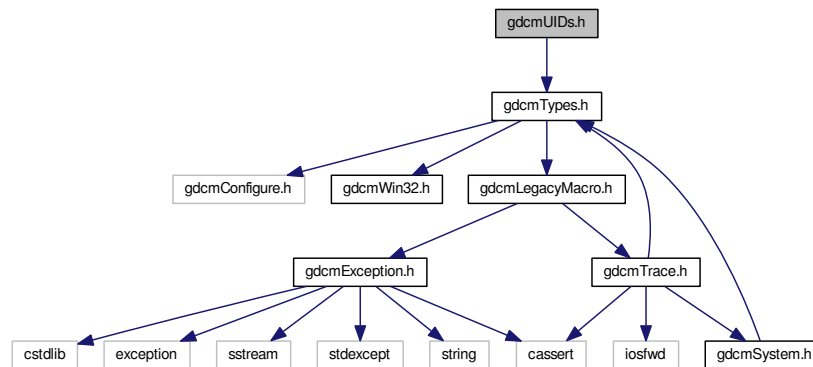 gdcmUIDs.h
gdcmTypes.h
gdcmConfigure.h
gdcmWin32.h
gdcmLegacyMacro.h
gdcmException.h
gdcmTrace.h
cstdlib
exception
sstream
stdexcept
string
cassert
iosfwd
gdcmSystem.h